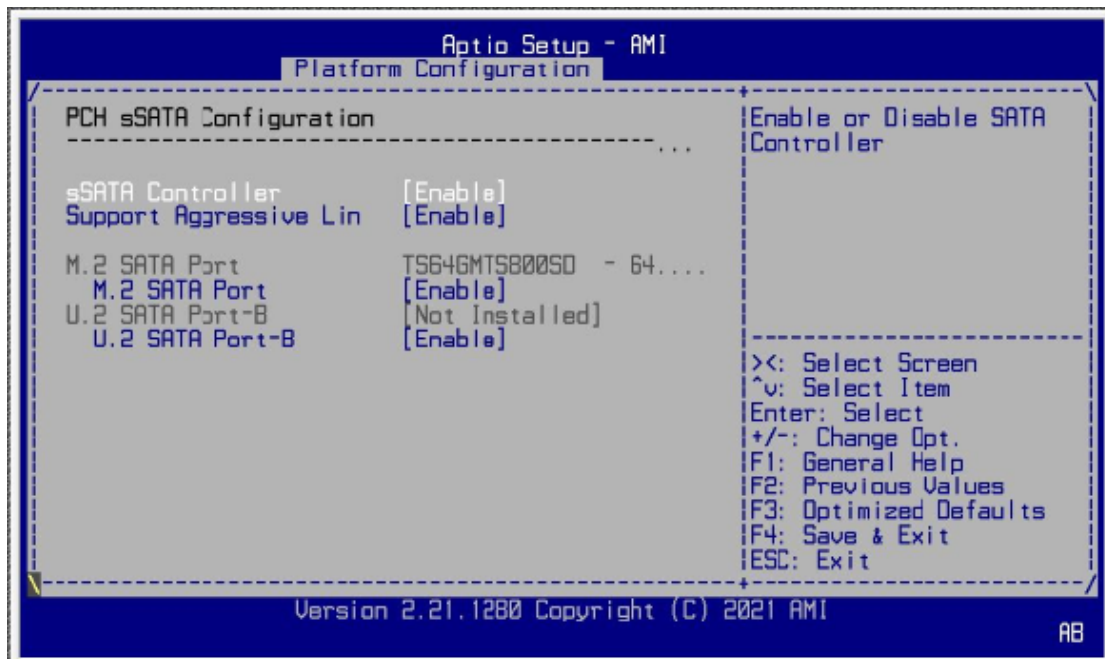 Aptio Setup - AMI
Platform Configuration
PCH sSATA Configuration
Enable or Disable SATA
Controller
sSATA Controller [Enable]
Support Aggressive Lin [Enable]
M.2 SATA Port TS64GMTS800SD - 64....
M.2 SATA Port [Enable]
U.2 SATA Port-B [Not Installed]
U.2 SATA Port-B [Enable]
><: Select Screen
^v: Select Item
Enter: Select
+/-: Change Opt.
F1: General Help
F2: Previous Values
F3: Optimized Defaults
F4: Save & Exit
ESC: Exit
Version 2.21.1280 Copyright (C) 2021 AMI
AB